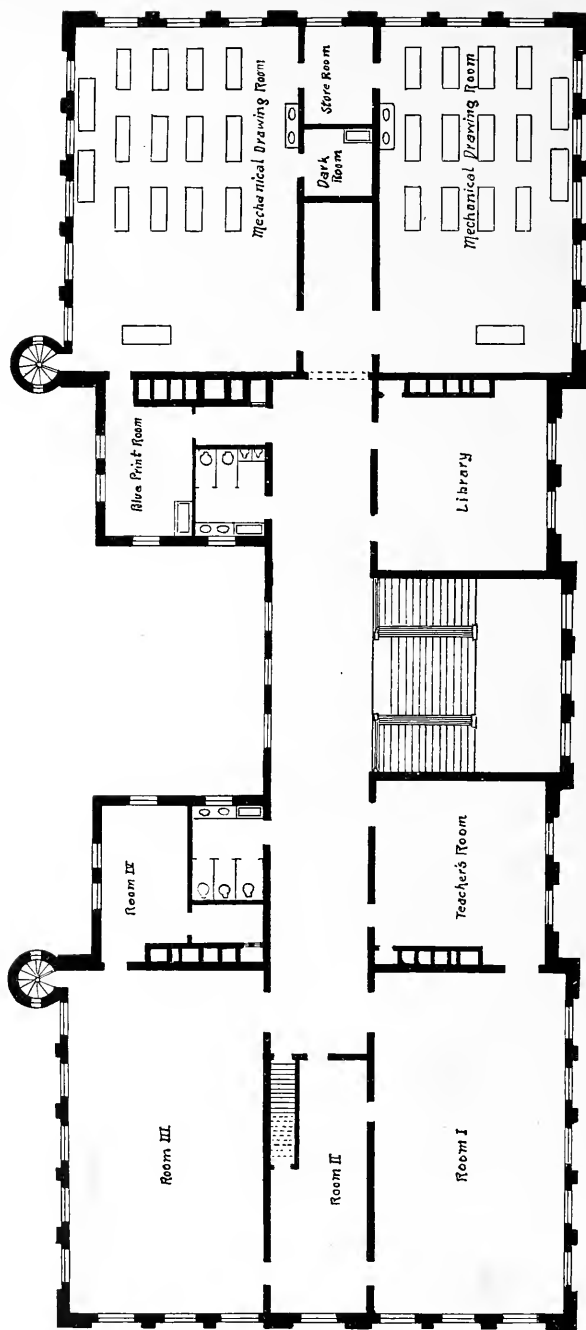 Mechanical Drawing Room
Store Room
Dark
Room
Mechanical Drawing Room
Blue Print Room
Library
Room IV
Teacher's Room
Room III
Room II
Room I